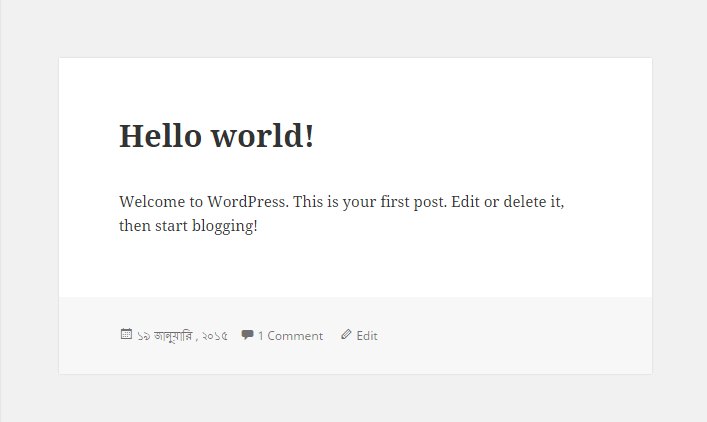 Hello world!
Welcome to WordPress. This is your first post. Edit or delete it,
then start blogging!
১৯ জানুয়ারি , ২০১৫ 1 Comment Edit